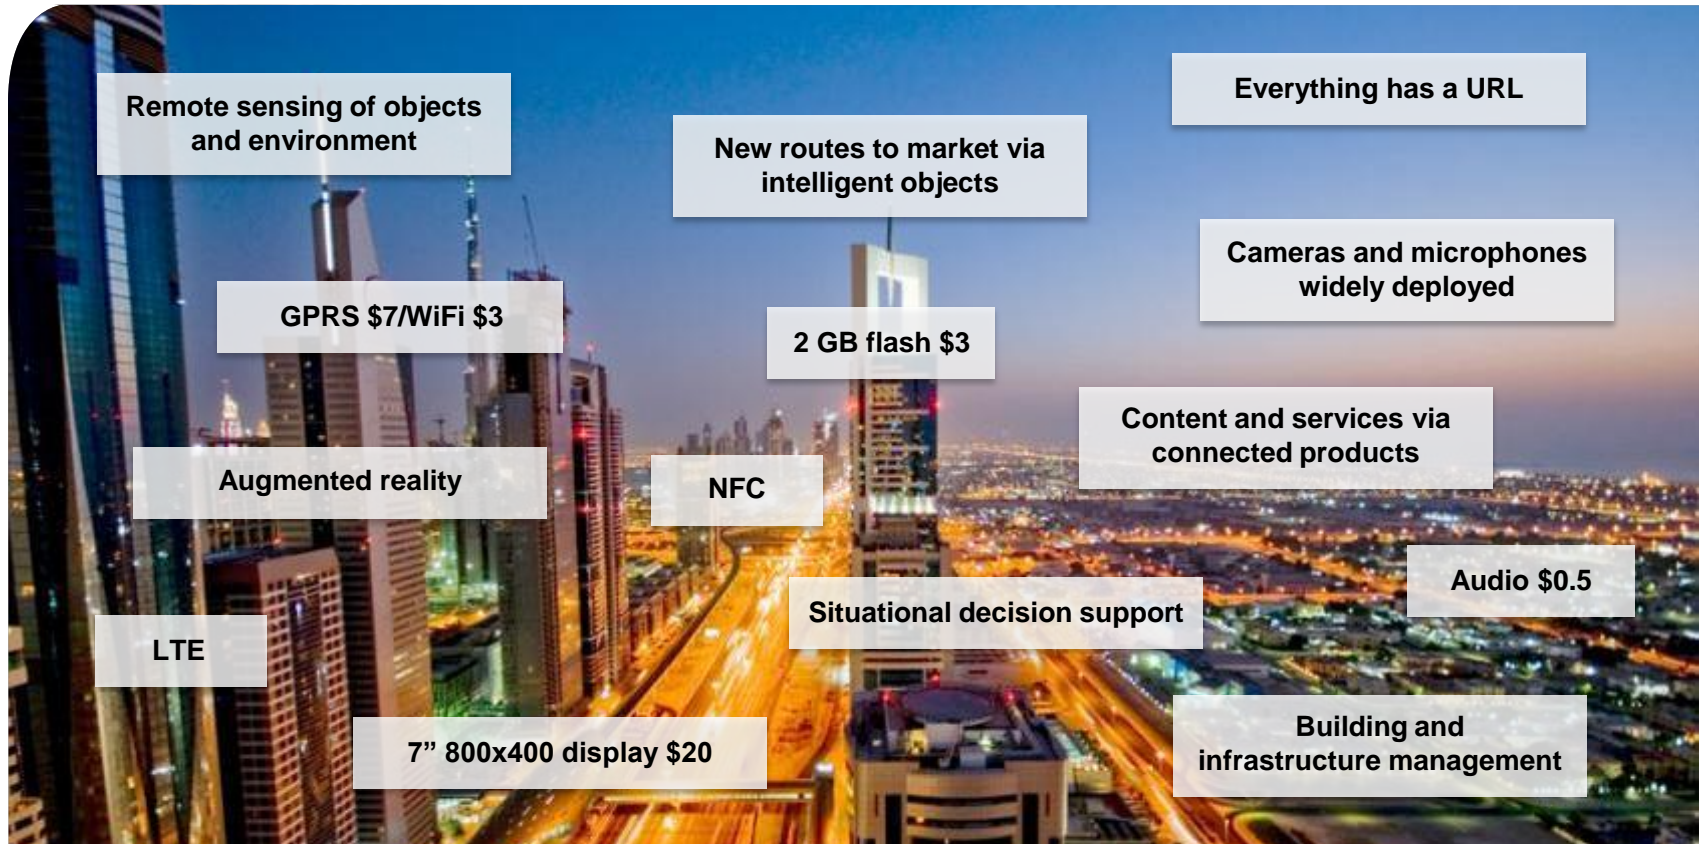 Remote sensing of objects
and environment
Everything has a URL
New routes to market via
intelligent objects
Cameras and microphones
widely deployed
GPRS $7/WiFi $3
2 GB flash $3
Content and services via
connected products
Augmented reality
NFC
Audio $0.5
Situational decision support
LTE
7” 800x400 display $20
Building and
infrastructure management